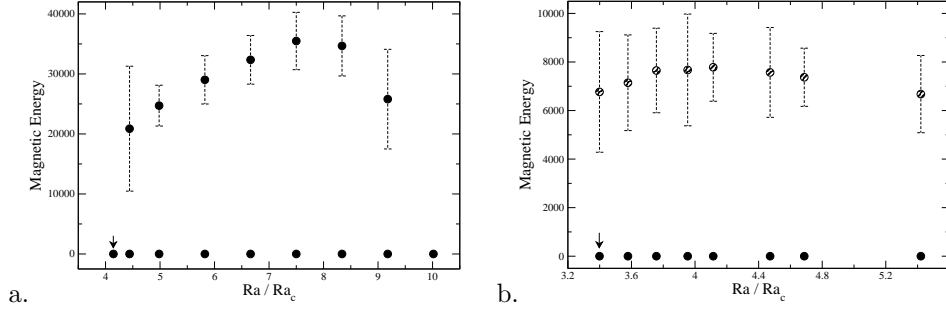 40000
30000
20000
10000
0
Magnetic Energy
4 5 6 7 8 9 10
Ra / Ra_c
a.
10000
8000
6000
4000
2000
0
Magnetic Energy
3.2 3.6 4 4.4 4.8 5.2
Ra / Ra_c
b.